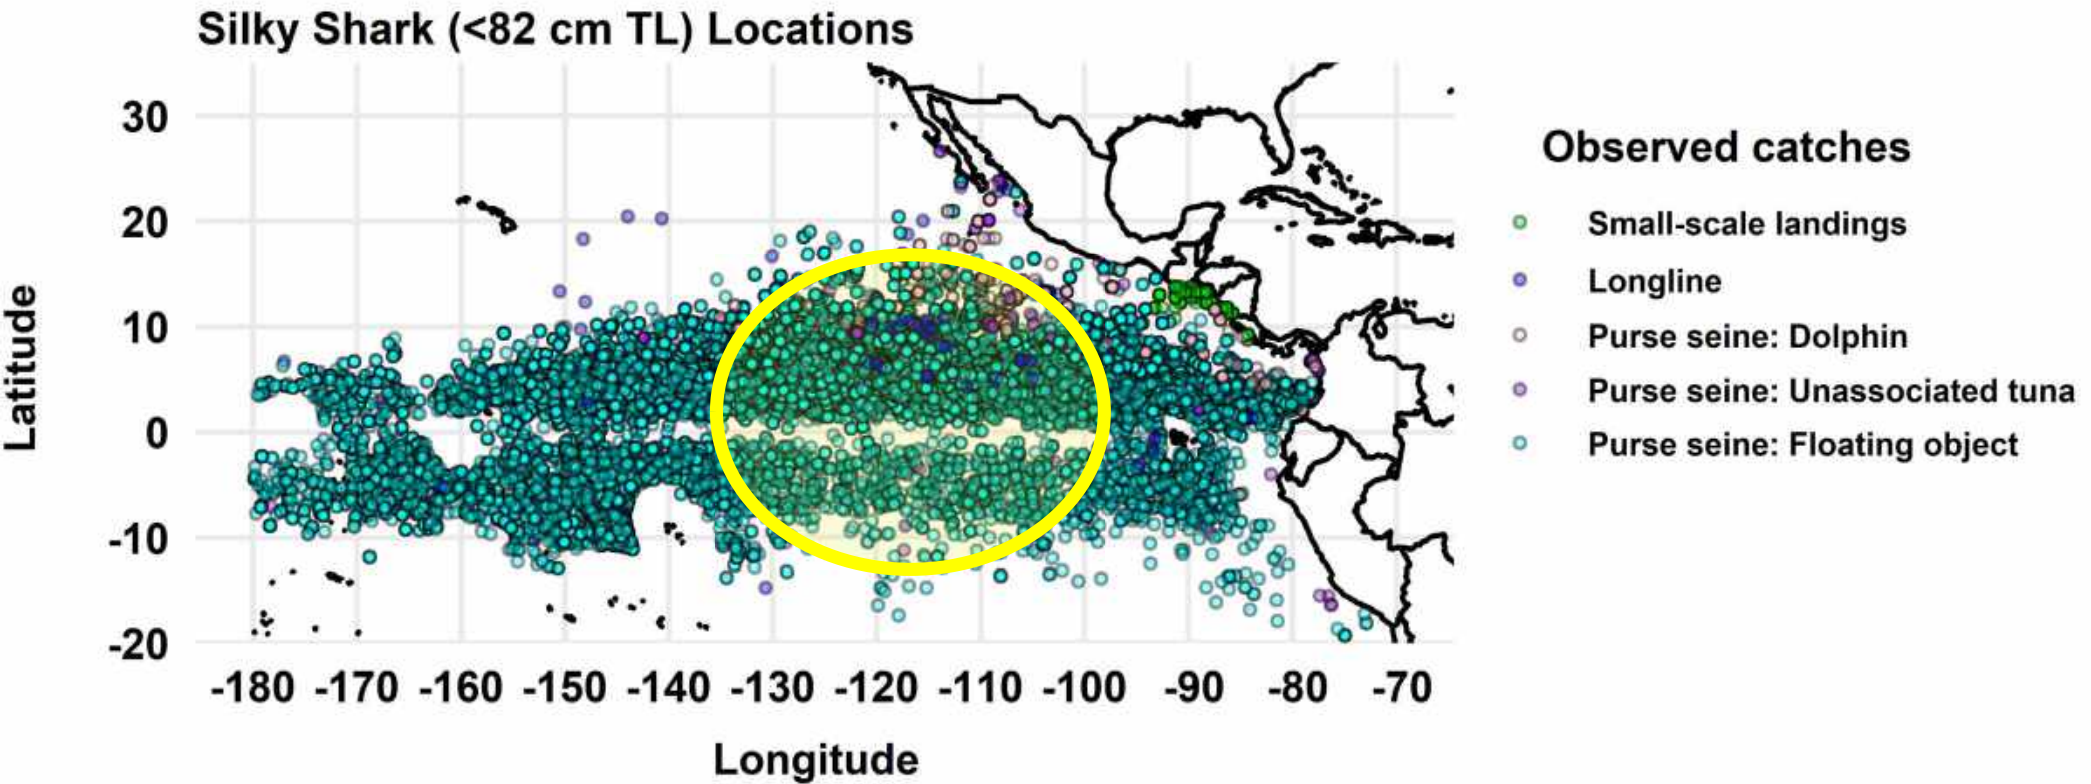 Silky Shark (<82 cm TL) Locations
30
20
10
0
-10
-20
Latitude
-180 -170 -160 -150 -140 -130 -120 -110 -100 -90 -80 -70
Longitude
Observed catches
Small-scale landings
Longline
Purse seine: Dolphin
Purse seine: Unassociated tuna
Purse seine: Floating object